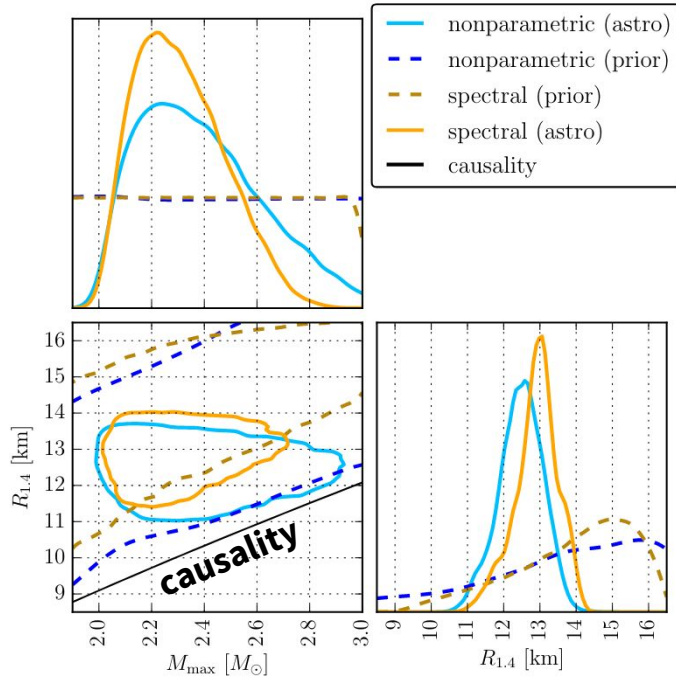 nonparametric (astro)
nonparametric (prior)
spectral (prior)
spectral (astro)
causality
16
15
14
13
12
11
10
9
R1.4 [km]
causality
2.0 2.2 2.4 2.6 2.8 3.0
Mmax [M⊙]
9 10 11 12 13 14 15 16
R1.4 [km]